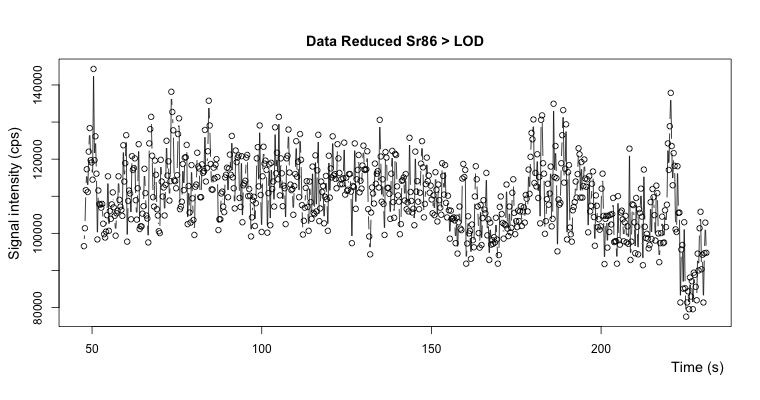 Data Reduced Sr86 > LOD
Signal intensity (cps)
140000
120000
100000
80000
50
100
150
200
Time (s)